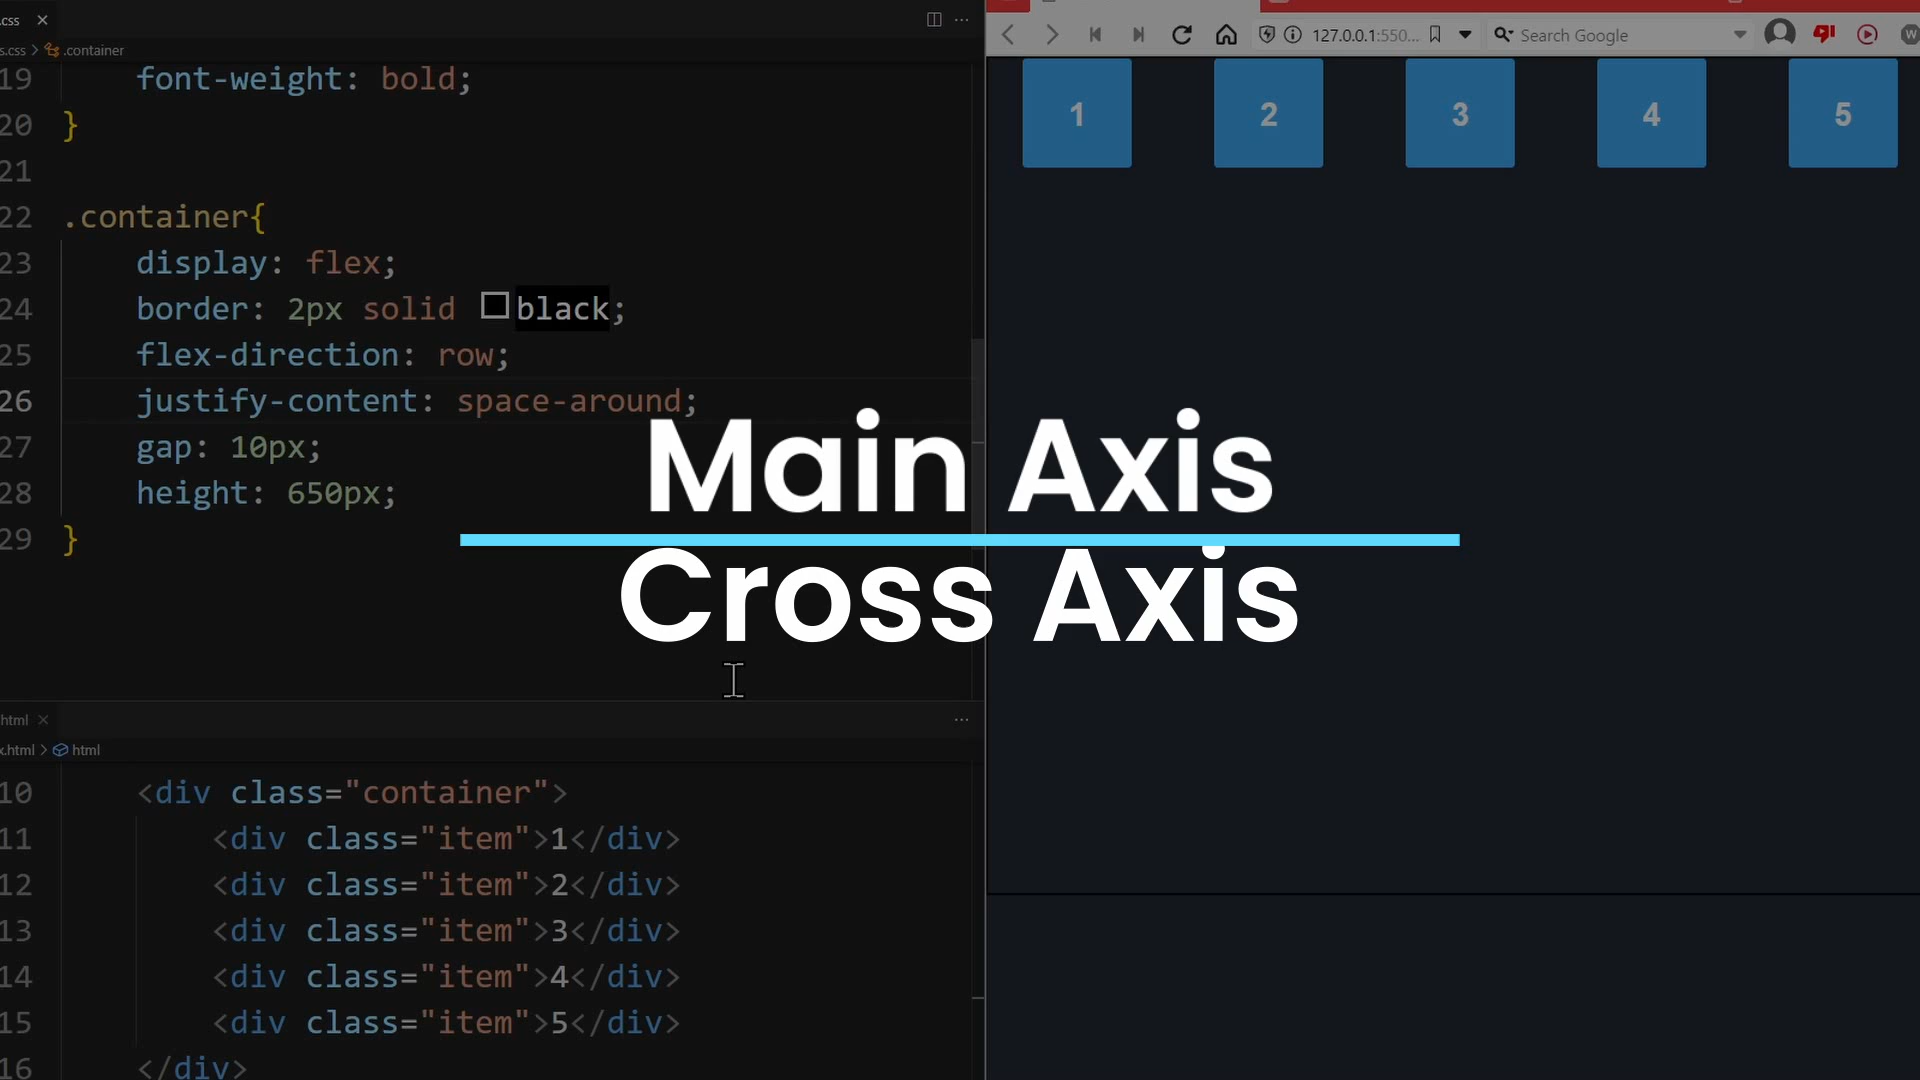 .css
s.css > .container
19 font-weight: bold;
20 }
21
22 .container{
23 display: flex;
24 border: 2px solid black;
25 flex-direction: row;
26 justify-content: space-around;
27 gap: 10px;
28 height: 650px;
29 }
html
x.html > html
10 <div class="container">
11 <div class="item">1</div>
12 <div class="item">2</div>
13 <div class="item">3</div>
14 <div class="item">4</div>
15 <div class="item">5</div>
16 </div>
127.0.0.1:550... Search Google W
1 2 3 4 5
Main Axis
Cross Axis